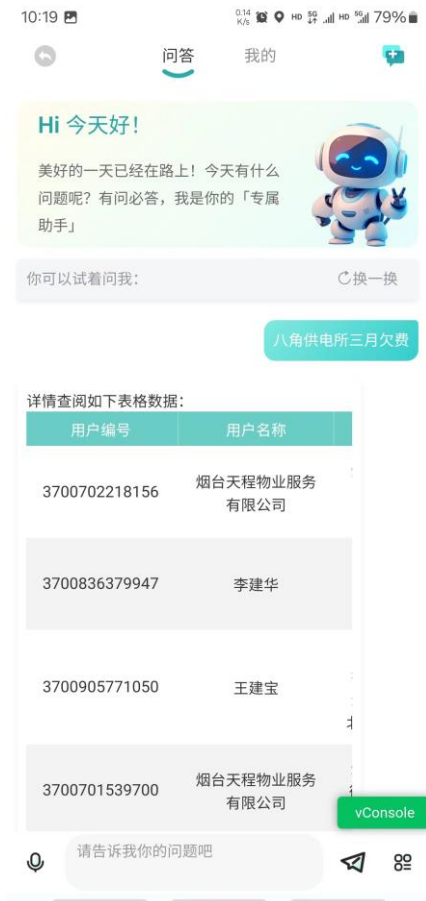 10:19
0.14 K/s HD 5G HD 5G 79%
问答 我的
Hi 今天好！
美好的一天已经在路上！今天有什么
问题呢？有问必答，我是你的「专属
助手」
你可以试着问我： 换一换
八角供电所三月欠费
详情查阅如下表格数据：
用户编号 用户名称
3700702218156 烟台天程物业服务
有限公司
3700836379947 李建华
3700905771050 王建宝
3700701539700 烟台天程物业服务
有限公司
vConsole
请告诉我你的问题吧